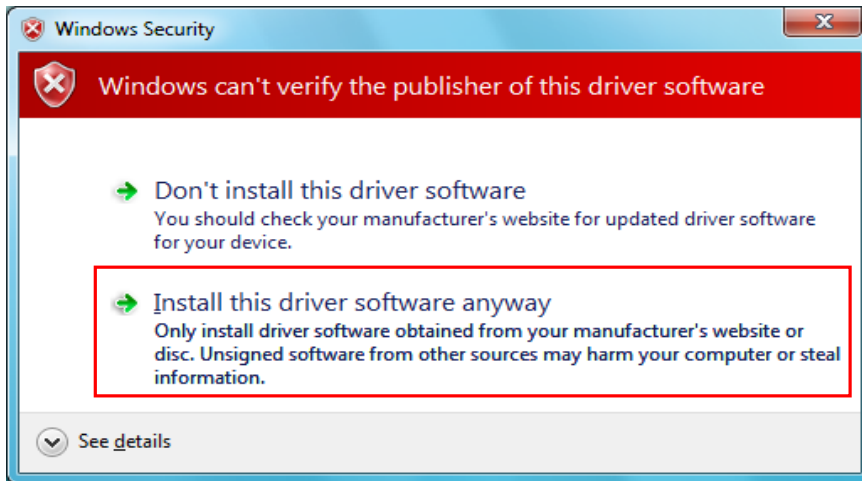 Windows Security
x
Windows can't verify the publisher of this driver software
Don't install this driver software
You should check your manufacturer's website for updated driver software
for your device.
Install this driver software anyway
Only install driver software obtained from your manufacturer's website or
disc. Unsigned software from other sources may harm your computer or steal
information.
See details